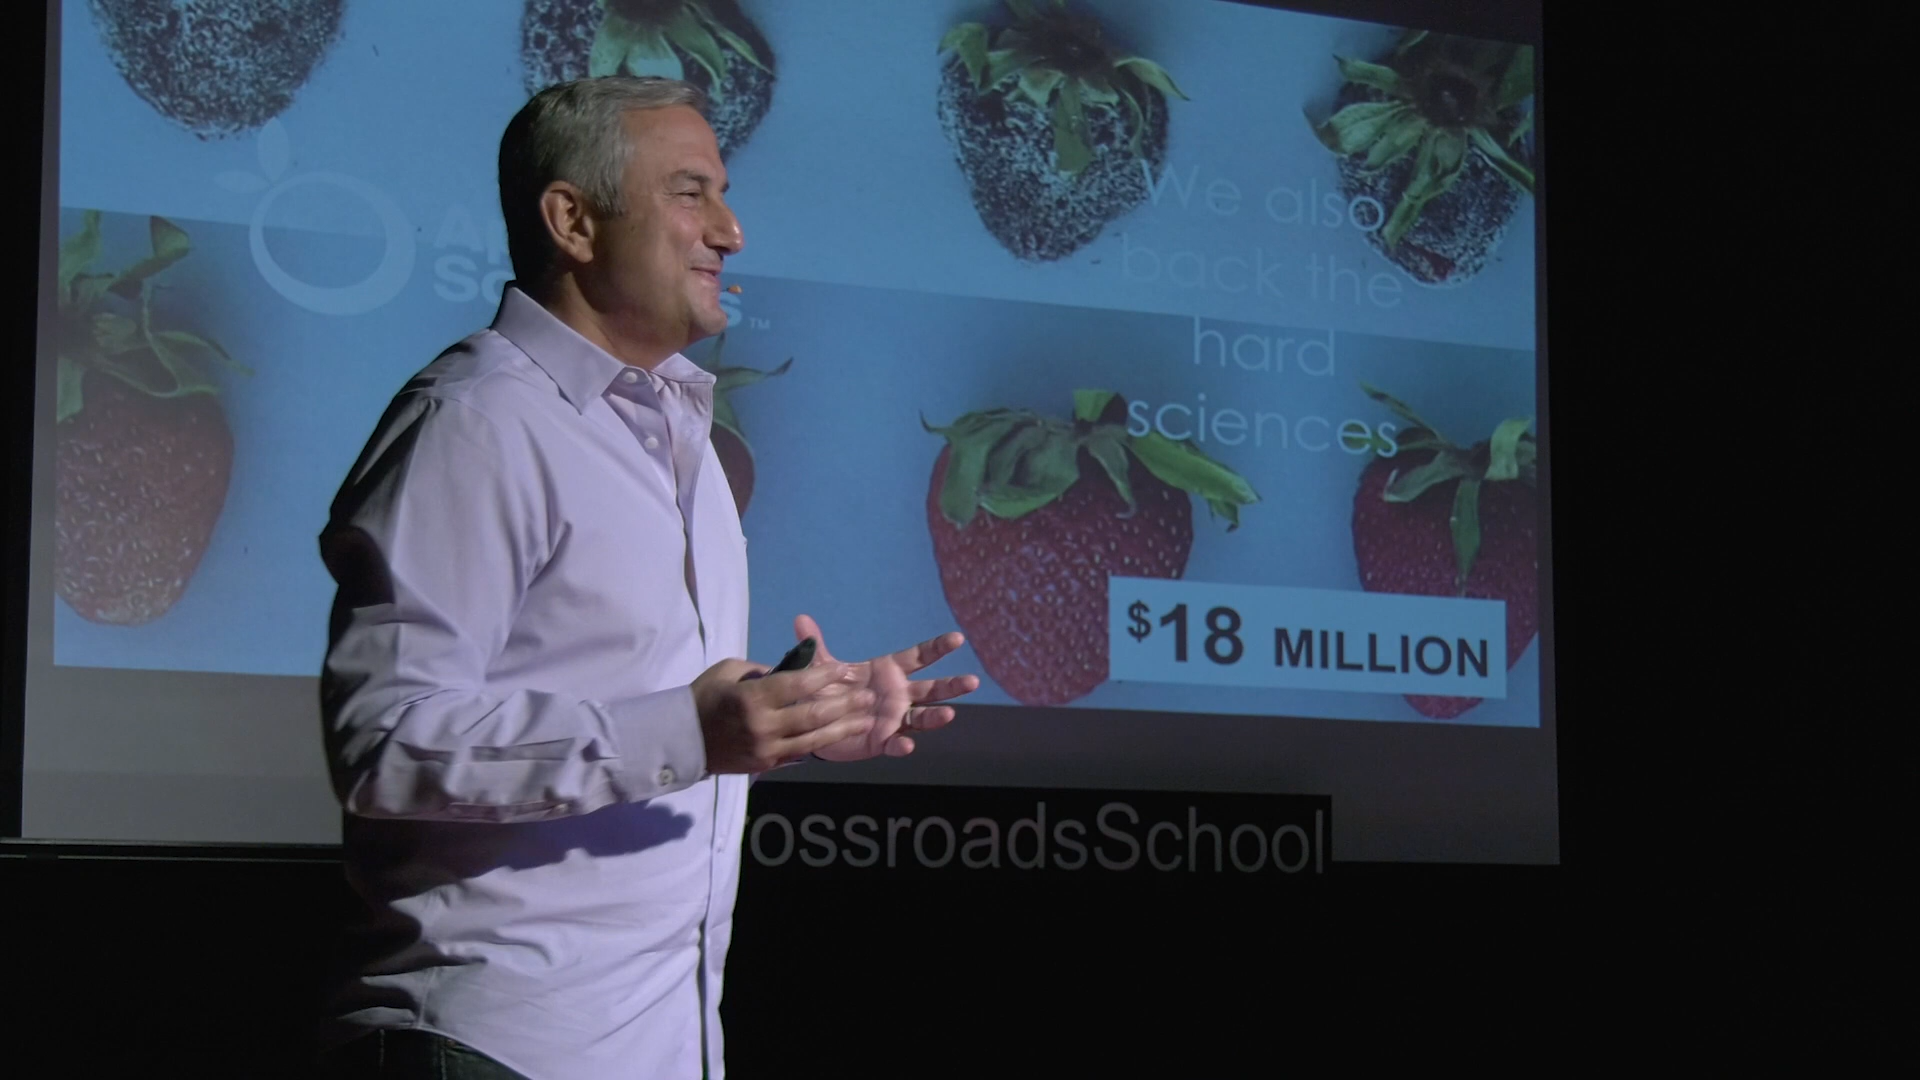 We also
back the
hard
sciences
$18 MILLION
rossroadsSchool